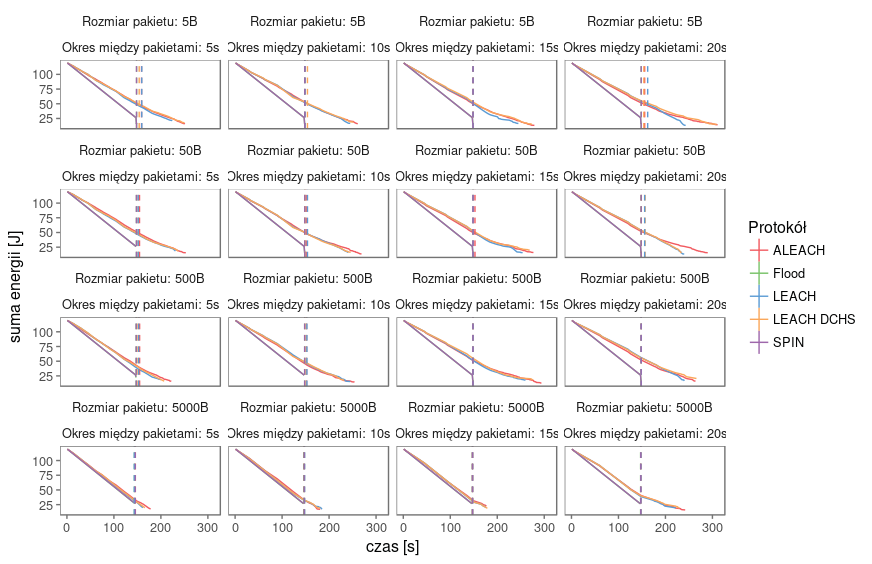 Rozmiar pakietu: 5B Rozmiar pakietu: 5B Rozmiar pakietu: 5B Rozmiar pakietu: 5B
Okres między pakietami: 5s Okres między pakietami: 10s Okres między pakietami: 15s Okres między pakietami: 20s
100
75
50
25
Rozmiar pakietu: 50B Rozmiar pakietu: 50B Rozmiar pakietu: 50B Rozmiar pakietu: 50B
Okres między pakietami: 5s Okres między pakietami: 10s Okres między pakietami: 15s Okres między pakietami: 20s
100
75
50
25
Rozmiar pakietu: 500B Rozmiar pakietu: 500B Rozmiar pakietu: 500B Rozmiar pakietu: 500B
Okres między pakietami: 5s Okres między pakietami: 10s Okres między pakietami: 15s Okres między pakietami: 20s
100
75
50
25
Rozmiar pakietu: 5000B Rozmiar pakietu: 5000B Rozmiar pakietu: 5000B Rozmiar pakietu: 5000B
Okres między pakietami: 5s Okres między pakietami: 10s Okres między pakietami: 15s Okres między pakietami: 20s
100
75
50
25
0 100 200 300 0 100 200 300 0 100 200 300 0 100 200 300
czas [s]
suma energii [J]
Protokół
ALEACH
Flood
LEACH
LEACH DCHS
SPIN